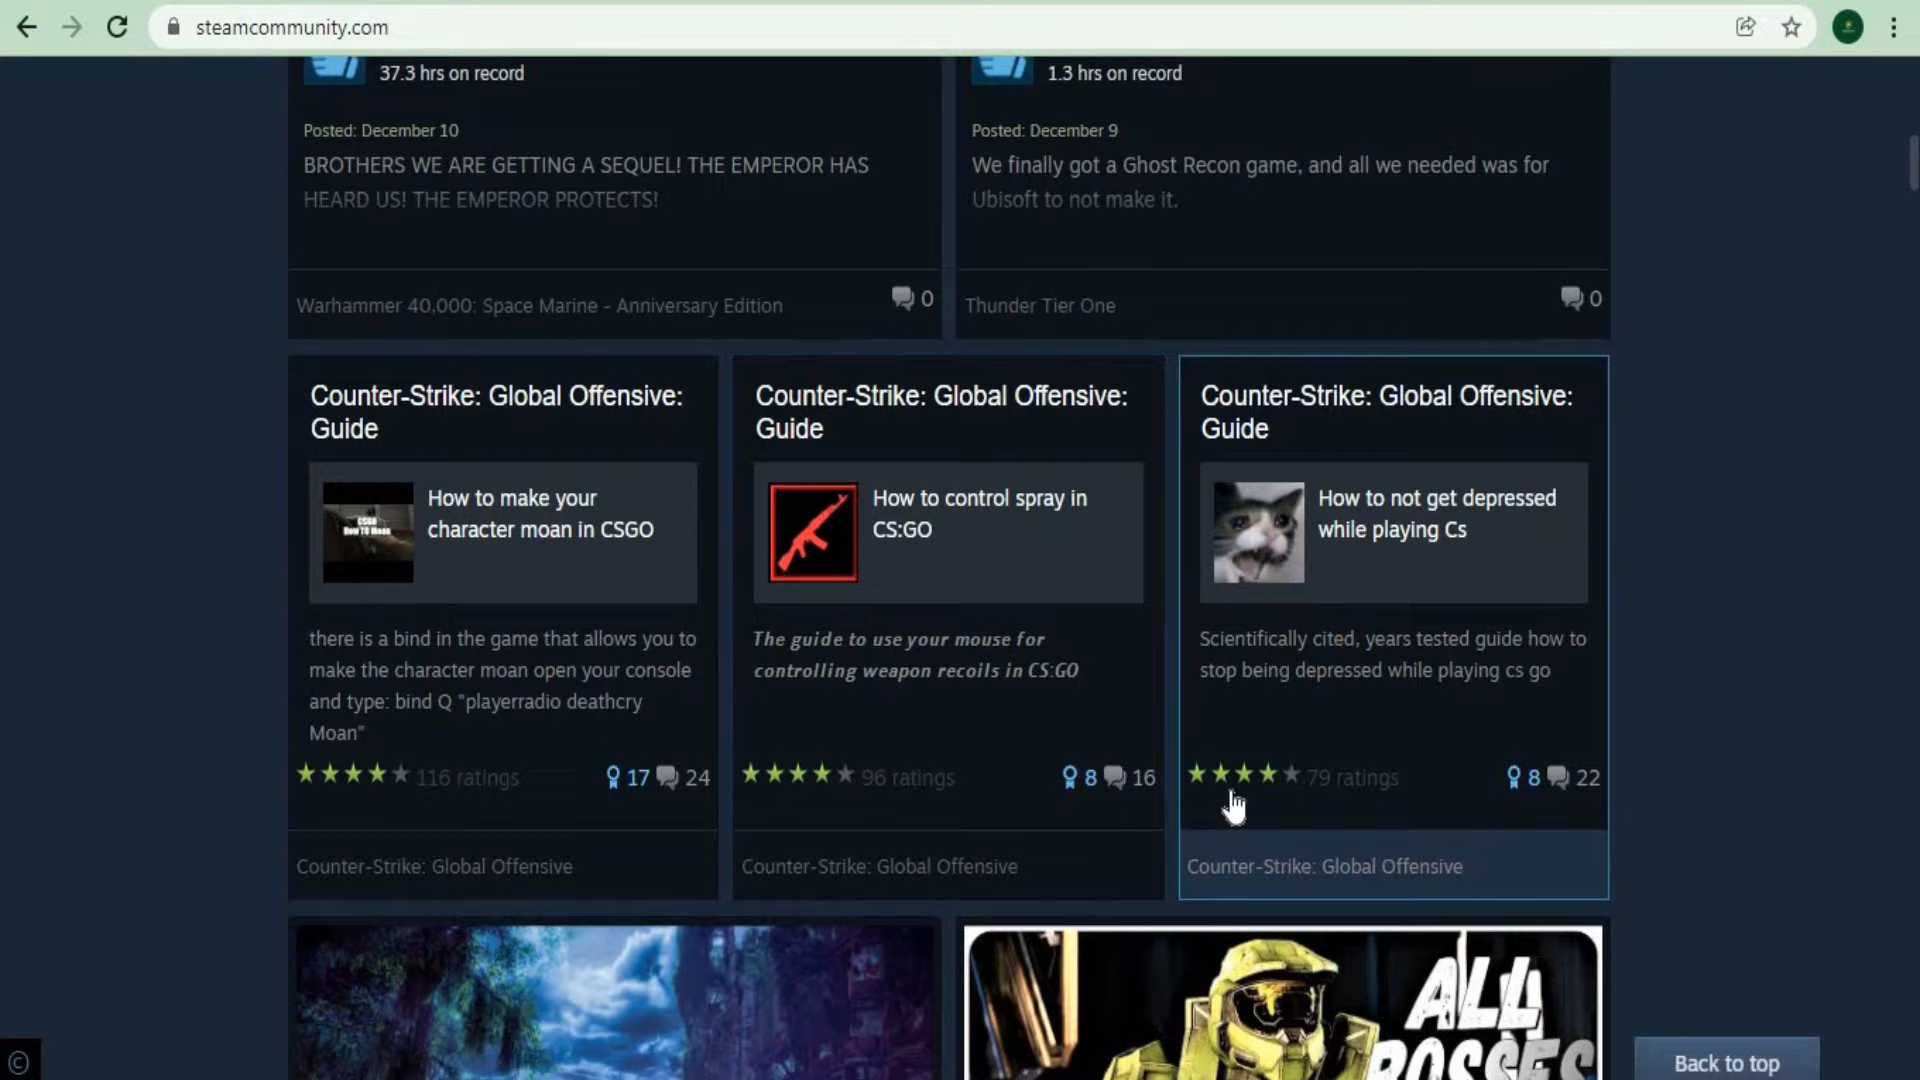 steamcommunity.com
37.3 hrs on record
1.3 hrs on record
Posted: December 10
BROTHERS WE ARE GETTING A SEQUEL! THE EMPEROR HAS
HEARD US! THE EMPEROR PROTECTS!
Posted: December 9
We finally got a Ghost Recon game, and all we needed was for
Ubisoft to not make it.
Warhammer 40,000: Space Marine - Anniversary Edition
0
Thunder Tier One
0
Counter-Strike: Global Offensive:
Guide
CSGO
How TO Moan
How to make your
character moan in CSGO
there is a bind in the game that allows you to
make the character moan open your console
and type: bind Q "playerradio deathcry
Moan"
116 ratings
17
24
Counter-Strike: Global Offensive
Counter-Strike: Global Offensive:
Guide
How to control spray in
CS:GO
The guide to use your mouse for
controlling weapon recoils in CS:GO
96 ratings
8
16
Counter-Strike: Global Offensive
Counter-Strike: Global Offensive:
Guide
How to not get depressed
while playing Cs
Scientifically cited, years tested guide how to
stop being depressed while playing cs go
79 ratings
8
22
Counter-Strike: Global Offensive
ALL
BOSSES
©
Back to top